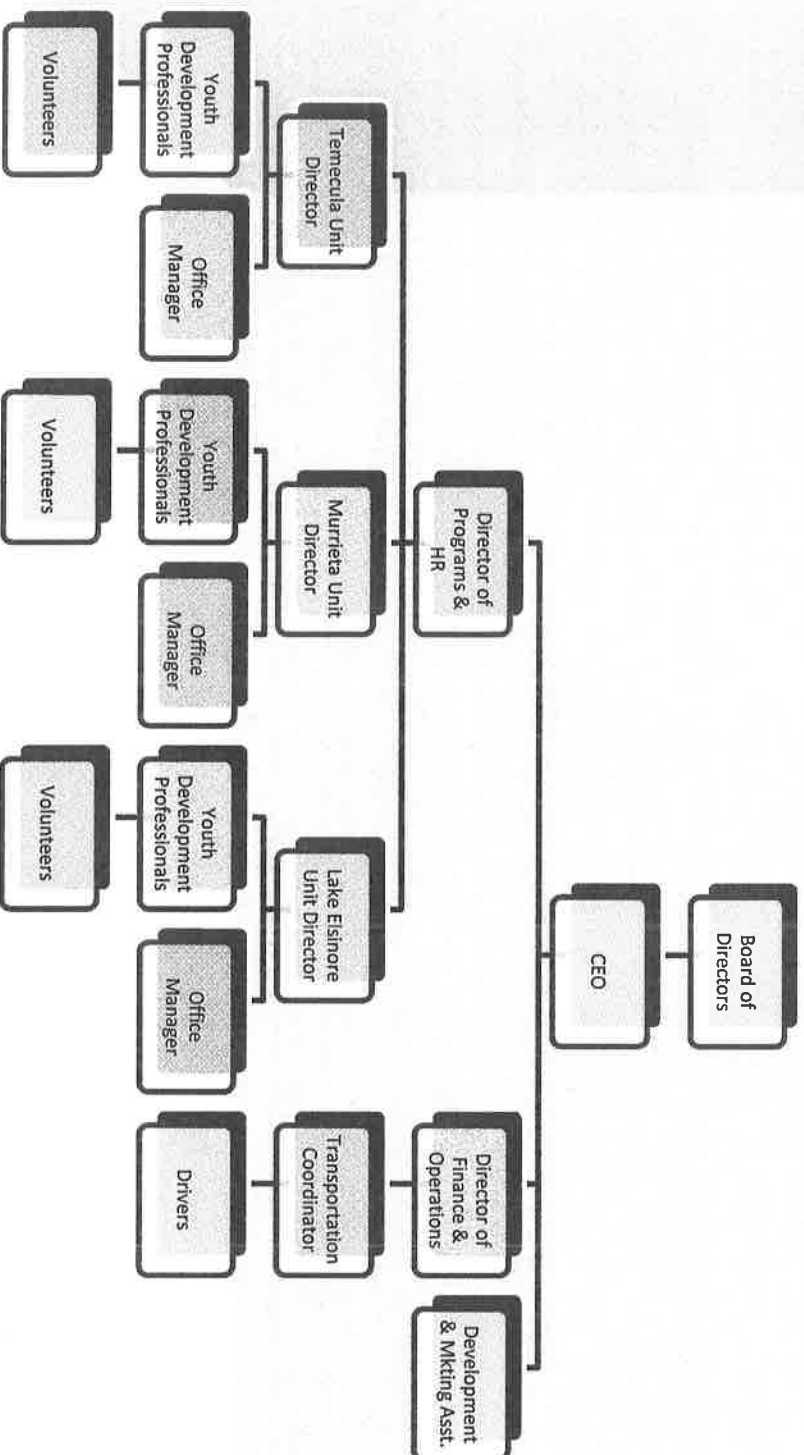 Board of
Directors
CEO
Director of
Programs &
HR
Director of
Finance &
Operations
Development
& Mkting Asst.
Temecula Unit
Director
Murrieta Unit
Director
Lake Elsinore
Unit Director
Transportation
Coordinator
Youth
Development
Professionals
Office
Manager
Youth
Development
Professionals
Office
Manager
Youth
Development
Professionals
Office
Manager
Drivers
Volunteers
Volunteers
Volunteers